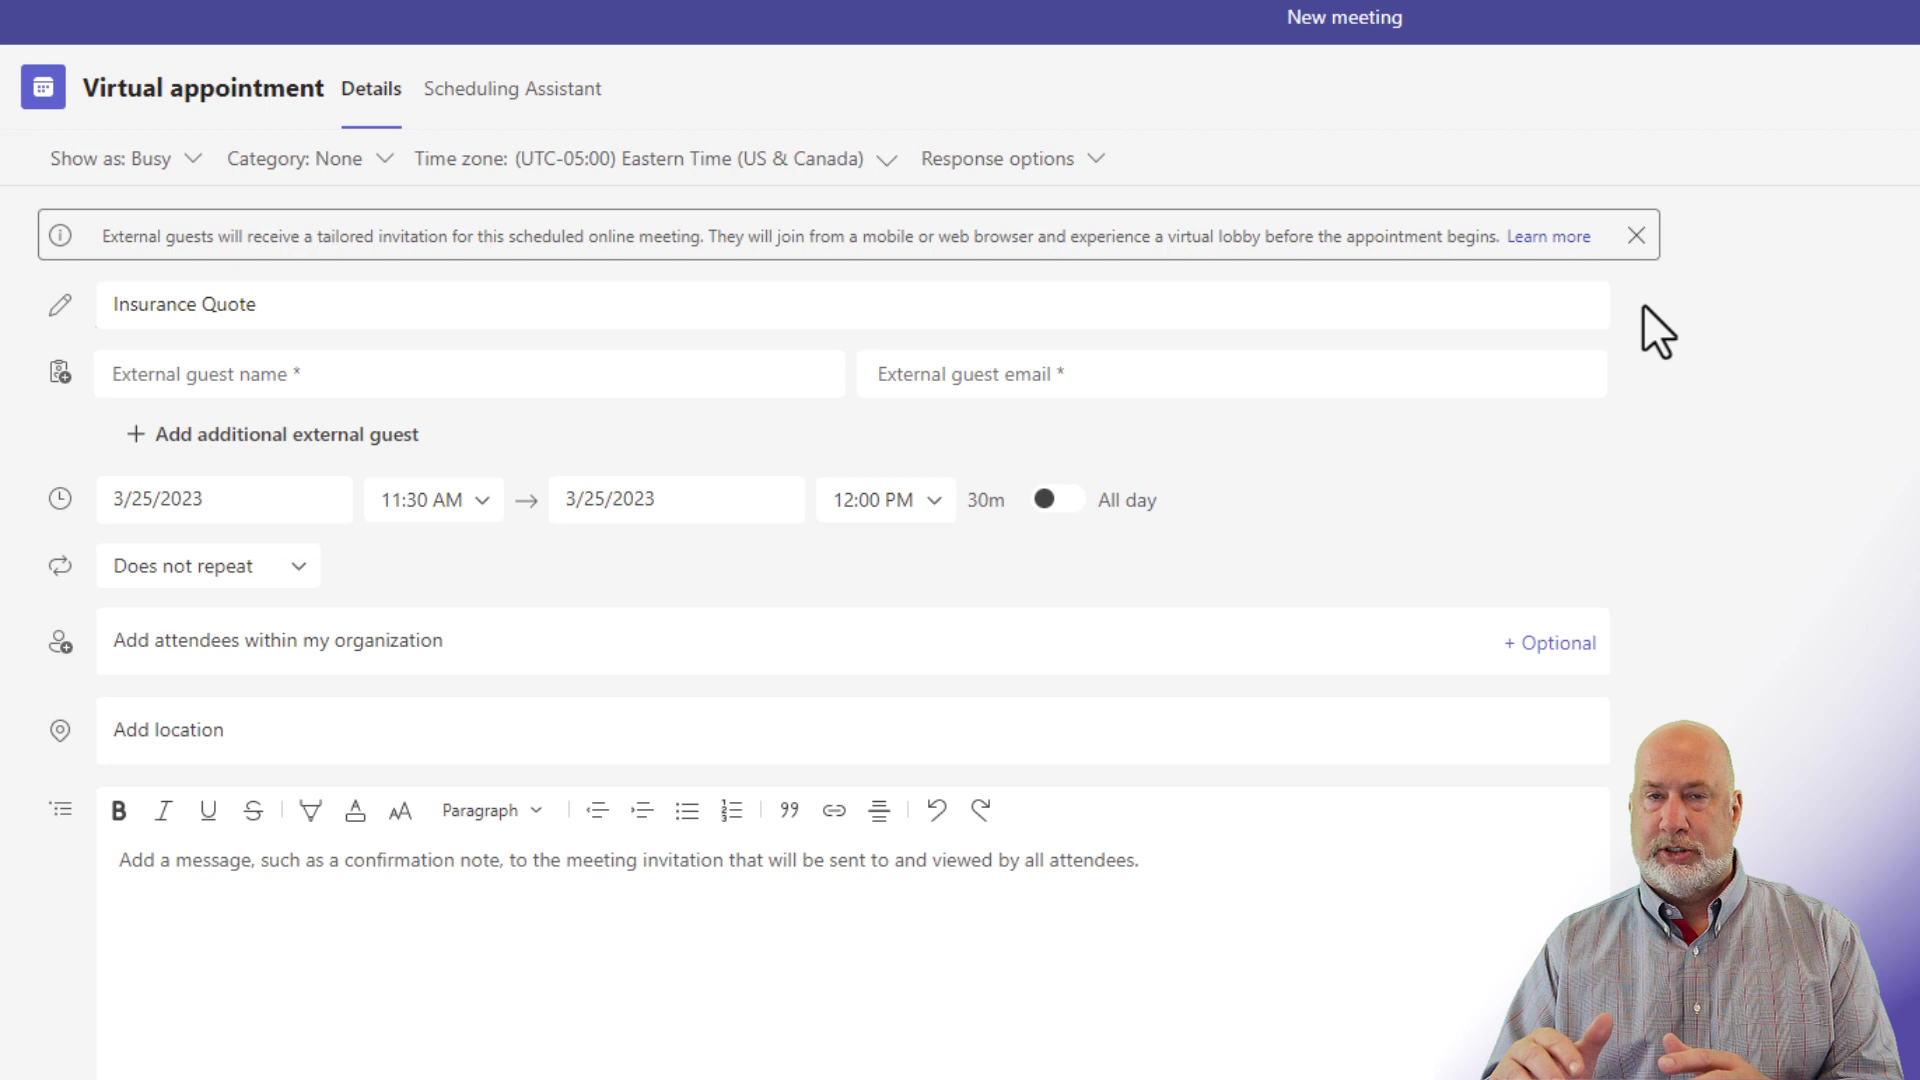 New meeting
Virtual appointment Details Scheduling Assistant
Show as: Busy Category: None Time zone: (UTC-05:00) Eastern Time (US & Canada) Response options
External guests will receive a tailored invitation for this scheduled online meeting. They will join from a mobile or web browser and experience a virtual lobby before the appointment begins. Learn more
Insurance Quote
External guest name * External guest email *
+ Add additional external guest
3/25/2023 11:30 AM → 3/25/2023 12:00 PM 30m All day
Does not repeat
Add attendees within my organization + Optional
Add location
B I U S A AA Paragraph
Add a message, such as a confirmation note, to the meeting invitation that will be sent to and viewed by all attendees.